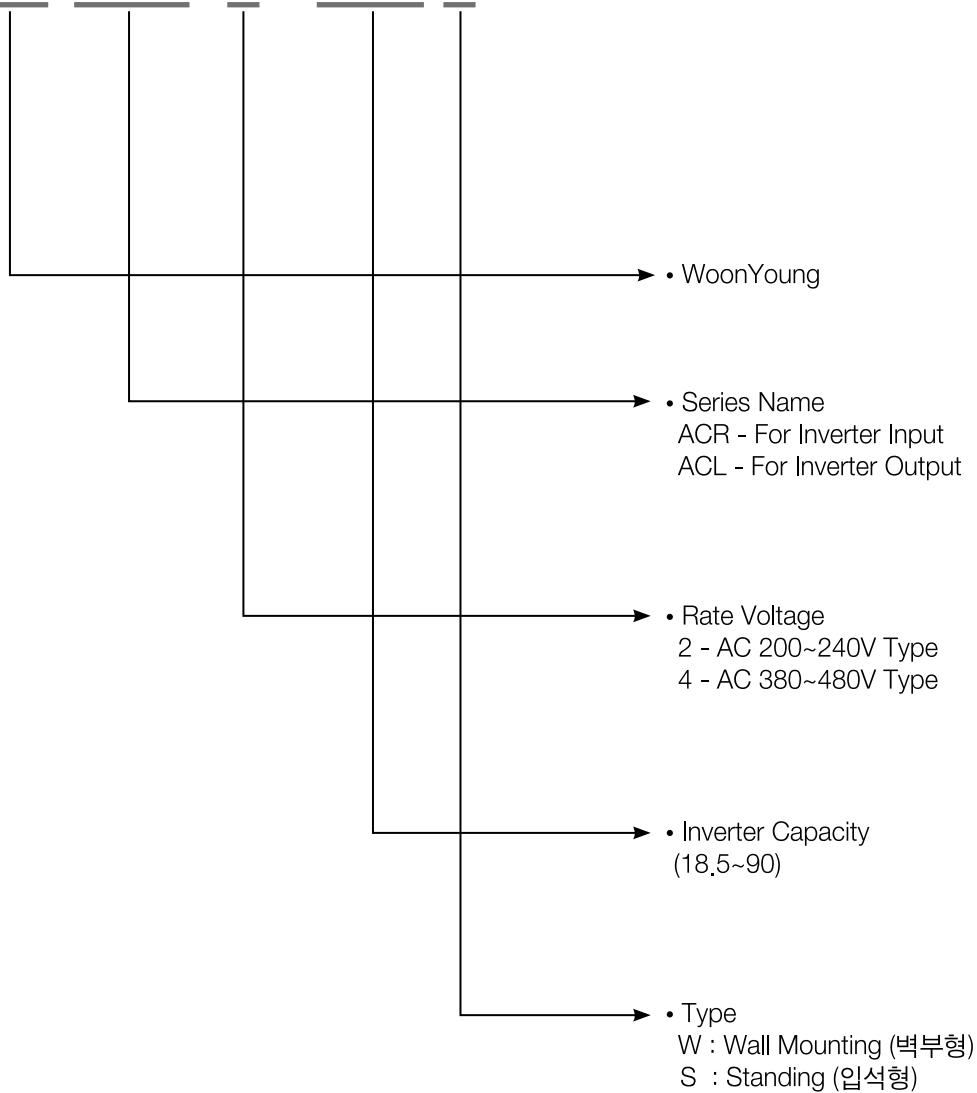 • WoonYoung
• Series Name
ACR - For Inverter Input
ACL - For Inverter Output
• Rate Voltage
2 - AC 200~240V Type
4 - AC 380~480V Type
• Inverter Capacity
(18.5~90)
• Type
W : Wall Mounting (벽부형)
S : Standing (입석형)